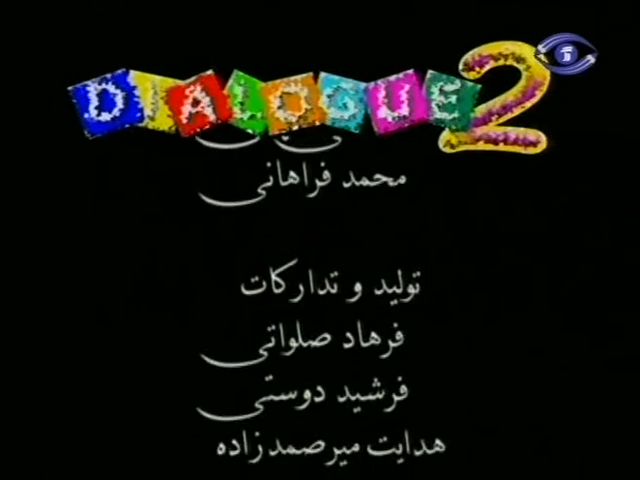 DIALOGUE 2
محمد فراهانی
تولید و تدارکات
فرهاد صلواتی
فرشید دوستی
هدایت میرصمدزاده